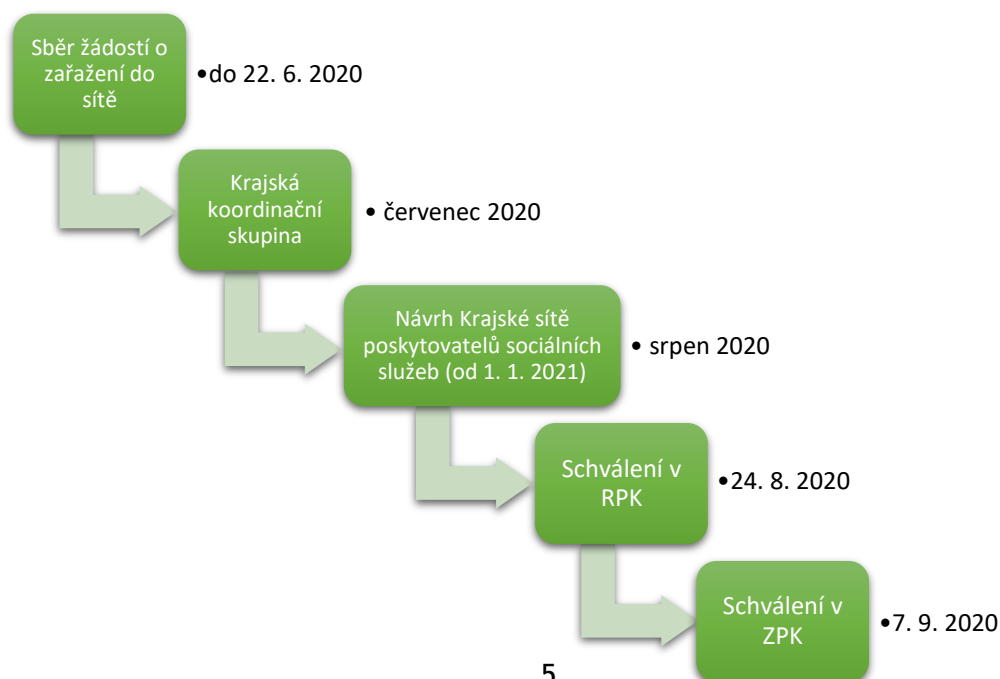 Sběr žádostí o
zařazení do
sítě
•do 22. 6. 2020
Krajská
koordinační
skupina
• červenec 2020
Návrh Krajské sítě
poskytovatelů sociálních
služeb (od 1. 1. 2021)
• srpen 2020
Schválení v
RPK
•24. 8. 2020
Schválení v
ZPK
•7. 9. 2020
5